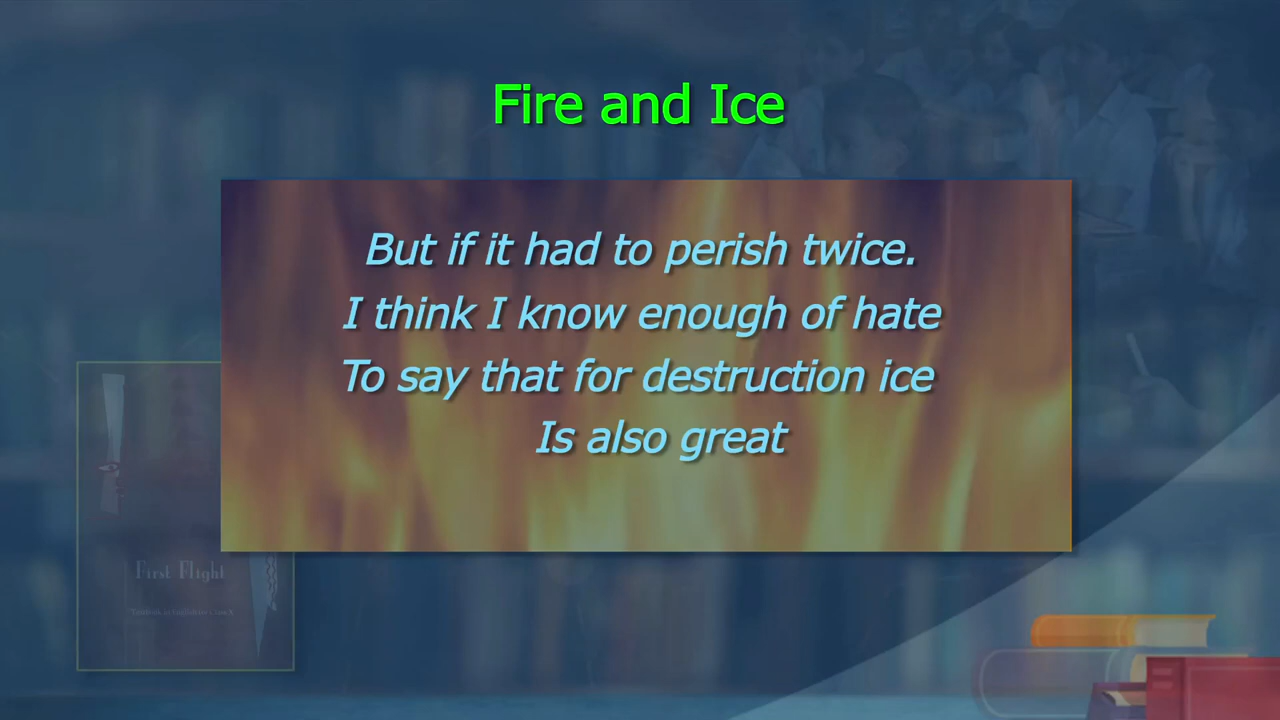 Fire and Ice
But if it had to perish twice.
I think I know enough of hate
To say that for destruction ice
Is also great
First Flight